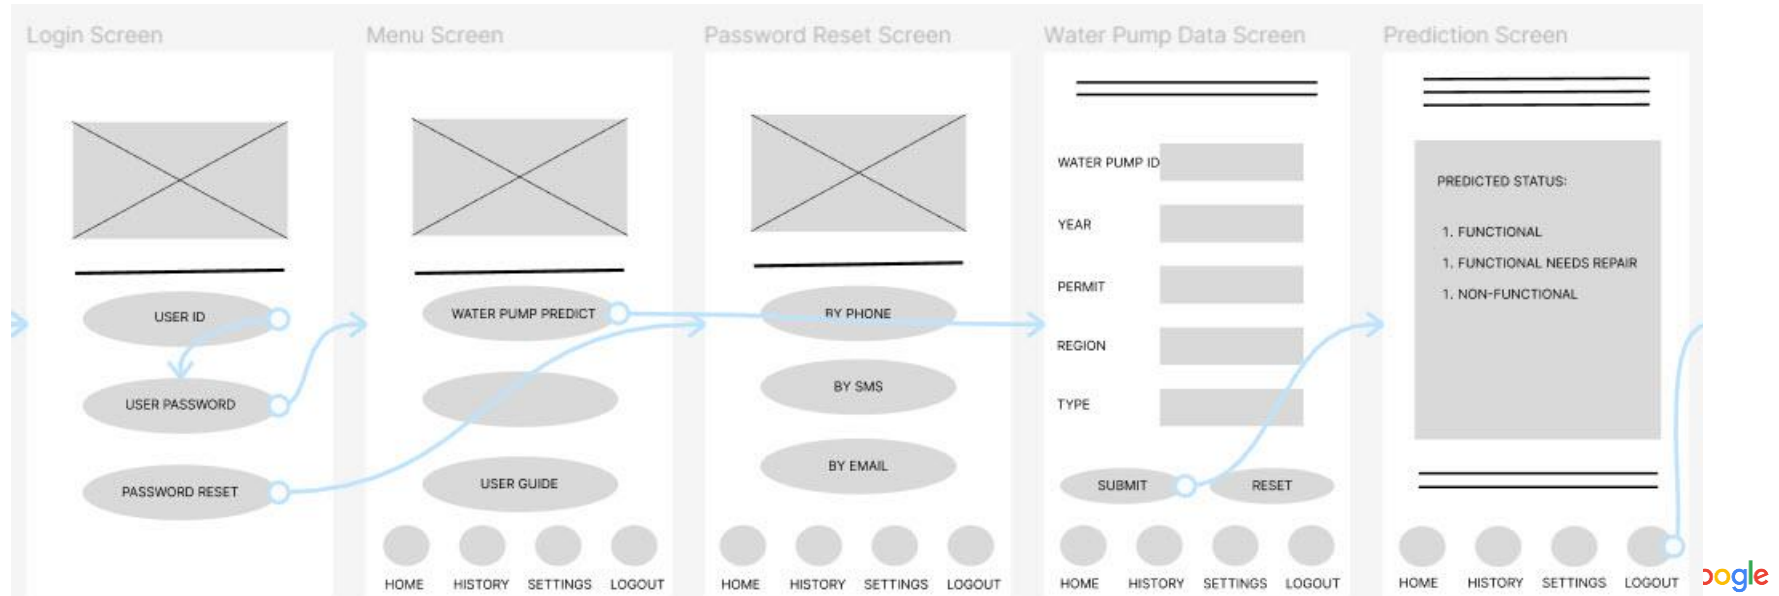 Login Screen
USER ID
USER PASSWORD
PASSWORD RESET
Menu Screen
WATER PUMP PREDICT
USER GUIDE
HOME HISTORY SETTINGS LOGOUT
Password Reset Screen
BY PHONE
BY SMS
BY EMAIL
HOME HISTORY SETTINGS LOGOUT
Water Pump Data Screen
WATER PUMP ID
YEAR
PERMIT
REGION
TYPE
SUBMIT RESET
HOME HISTORY SETTINGS LOGOUT
Prediction Screen
PREDICTED STATUS:
1. FUNCTIONAL
1. FUNCTIONAL NEEDS REPAIR
1. NON-FUNCTIONAL
HOME HISTORY SETTINGS LOGOUT
oogle